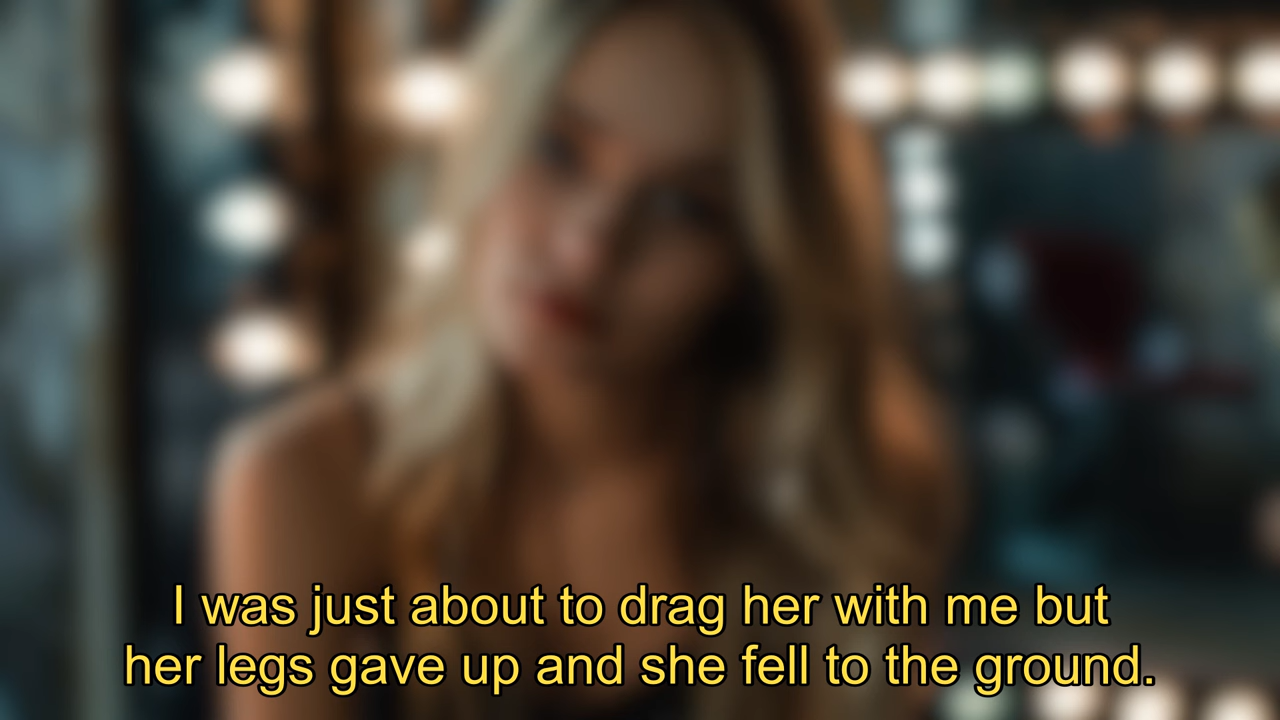 I was just about to drag her with me but
her legs gave up and she fell to the ground.